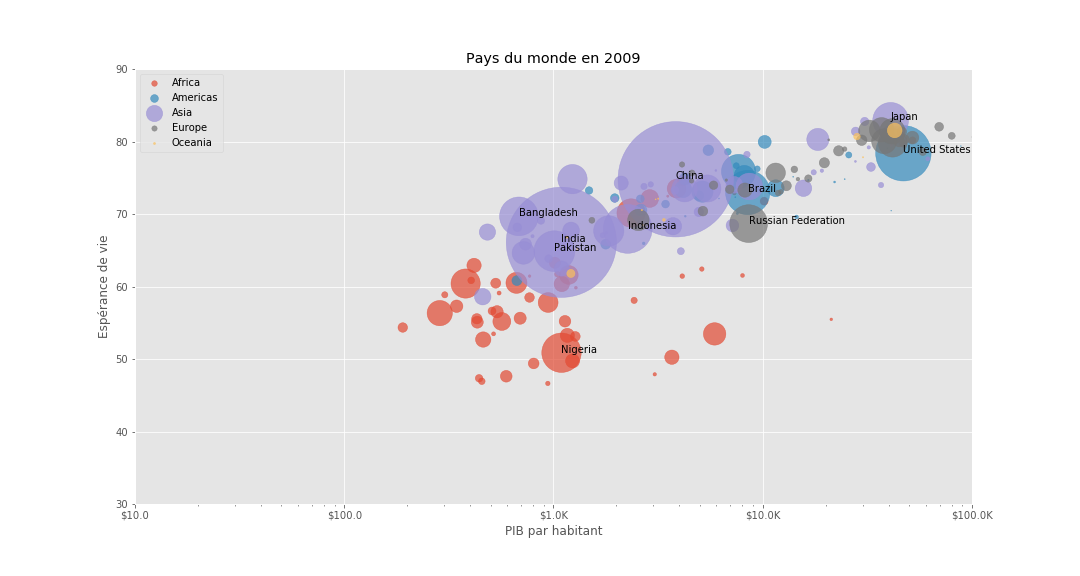 Pays du monde en 2009
Africa
Americas
Asia
Europe
Oceania
90
80
70
60
50
40
30
Espérance de vie
Japan
United States
China
Brazil
Bangladesh
Russian Federation
Indonesia
India
Pakistan
Nigeria
$10.0
$100.0
$1.0K
$10.0K
$100.0K
PIB par habitant